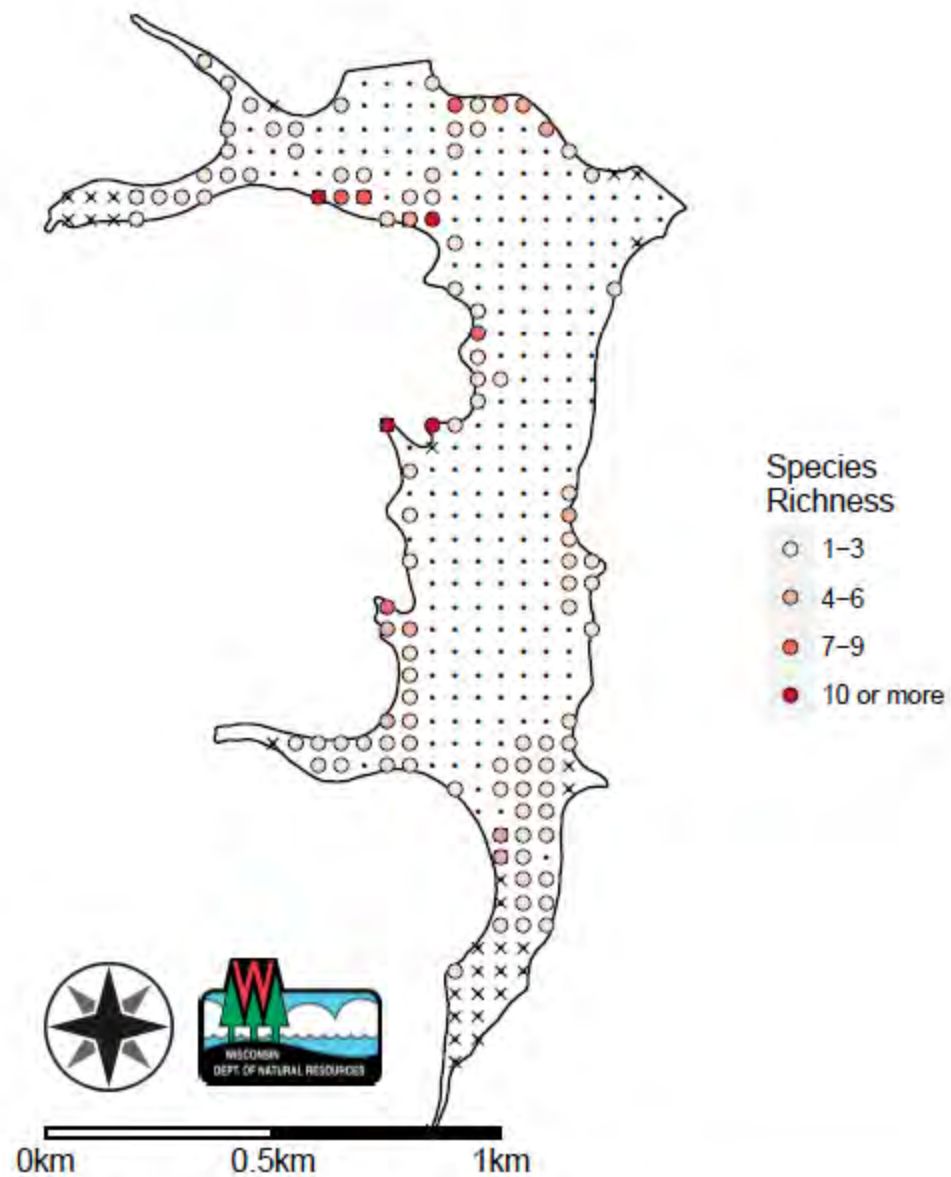 Species
Richness
1–3
4–6
7–9
10 or more
W
WISCONSIN
DEPT. OF NATURAL RESOURCES
0km 0.5km 1km